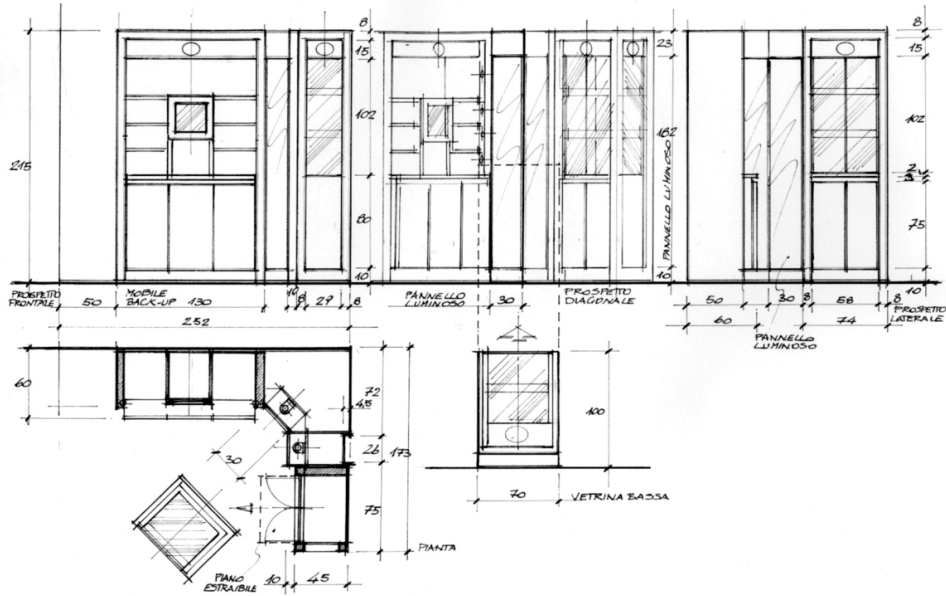 8
15
102
215
80
10
PROSPETTO
FRONTALE
50
MOBILE
BACK-UP
130
10
8
29
8
252
23
162
PANNELLO LUMINOSO
10
PANNELLO
LUMINOSO
30
PROSPETTO
DIAGONALE
8
15
102
2
3
75
10
50
30
8
58
8
PROSPETTO
LATERALE
60
74
PANNELLO
LUMINOSO
60
72
45
30
26
173
75
PIANTA
PIANO
ESTRAIBILE
10
45
100
70
VETRINA BASSA